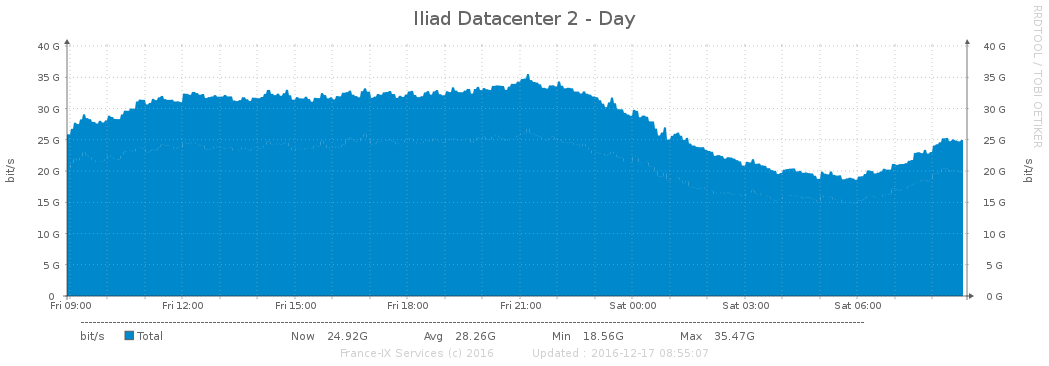 Iliad Datacenter 2 - Day
RRDTOOL / TOBI OETIKER
40 G 40 G
35 G 35 G
30 G 30 G
25 G 25 G
20 G 20 G
15 G 15 G
10 G 10 G
5 G 5 G
0 0 G
bit/s bit/s
Fri 09:00 Fri 12:00 Fri 15:00 Fri 18:00 Fri 21:00 Sat 00:00 Sat 03:00 Sat 06:00
bit/s Total Now 24.92G Avg 28.26G Min 18.56G Max 35.47G
France-IX Services (c) 2016 Updated : 2016-12-17 08:55:07